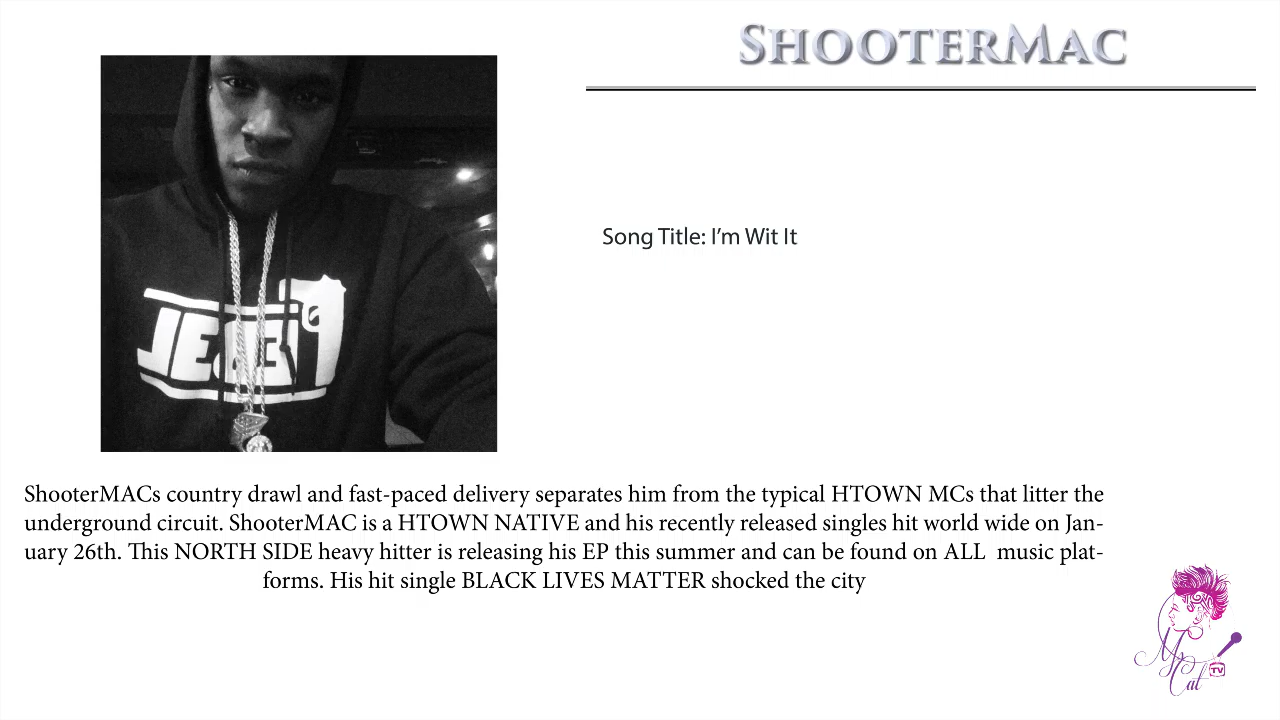 ShooterMac
Song Title: I'm Wit It
ShooterMACs country drawl and fast-paced delivery separates him from the typical HTOWN MCs that litter the
underground circuit. ShooterMAC is a HTOWN NATIVE and his recently released singles hit world wide on Jan-
uary 26th. This NORTH SIDE heavy hitter is releasing his EP this summer and can be found on ALL  music plat-
forms. His hit single BLACK LIVES MATTER shocked the city
Cat
TV